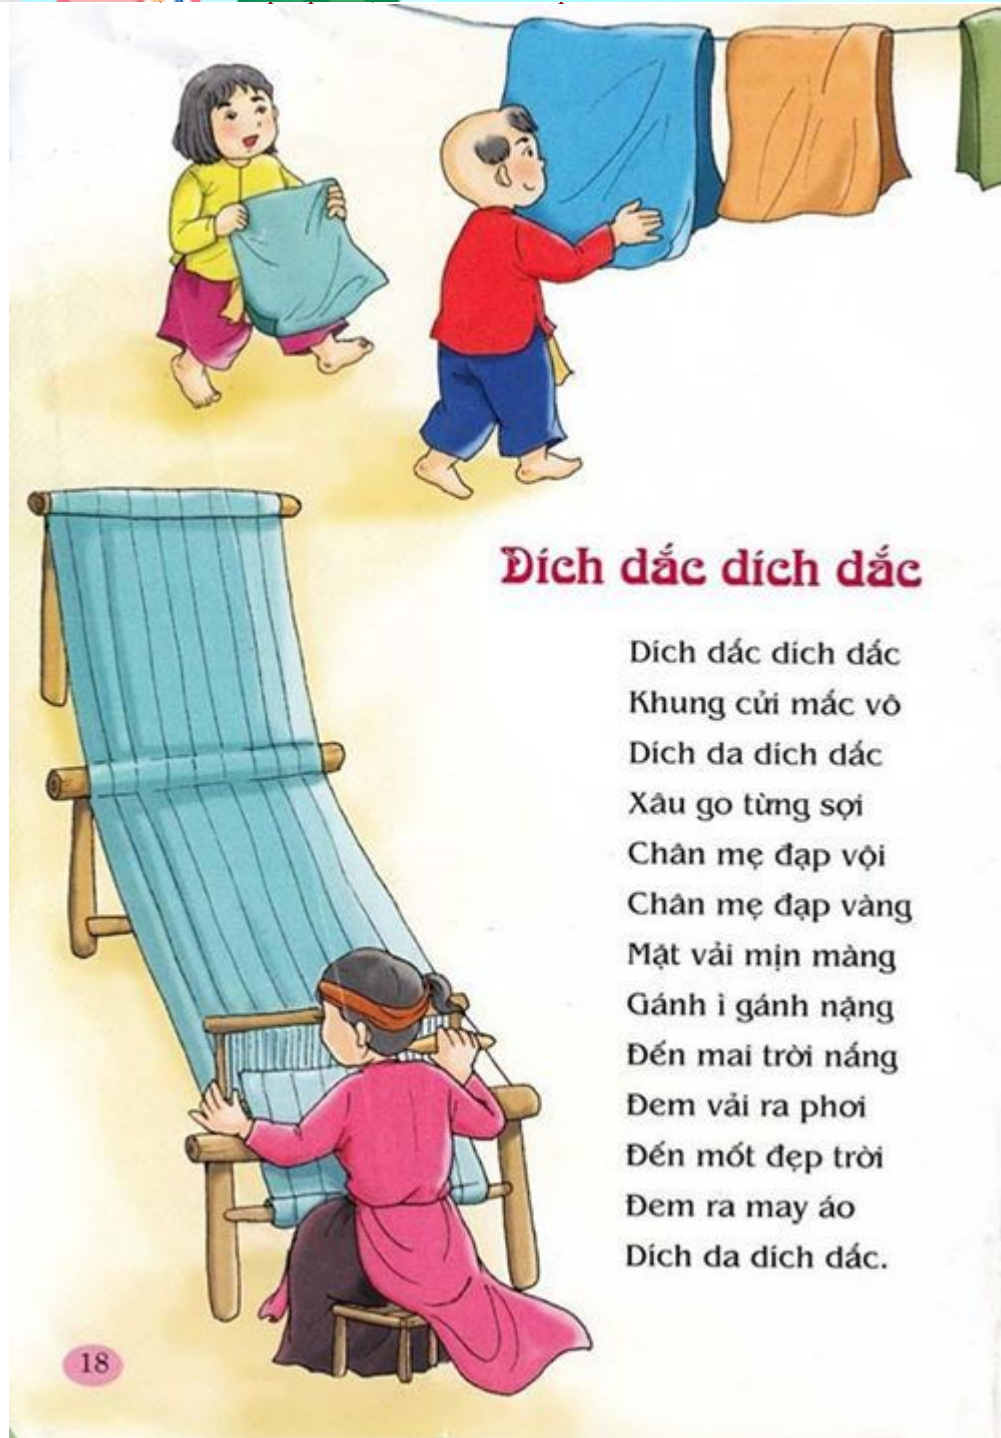 Dích dắc dích dắc
Dích dắc dích dắc
Khung cửi mắc vô
Dích da dích dắc
Xâu go từng sợi
Chân mẹ đạp vội
Chân mẹ đạp vàng
Mặt vải mịn màng
Gánh ì gánh nặng
Đến mai trời nắng
Đem vải ra phơi
Đến mốt đẹp trời
Đem ra may áo
Dích da dích dắc.
18